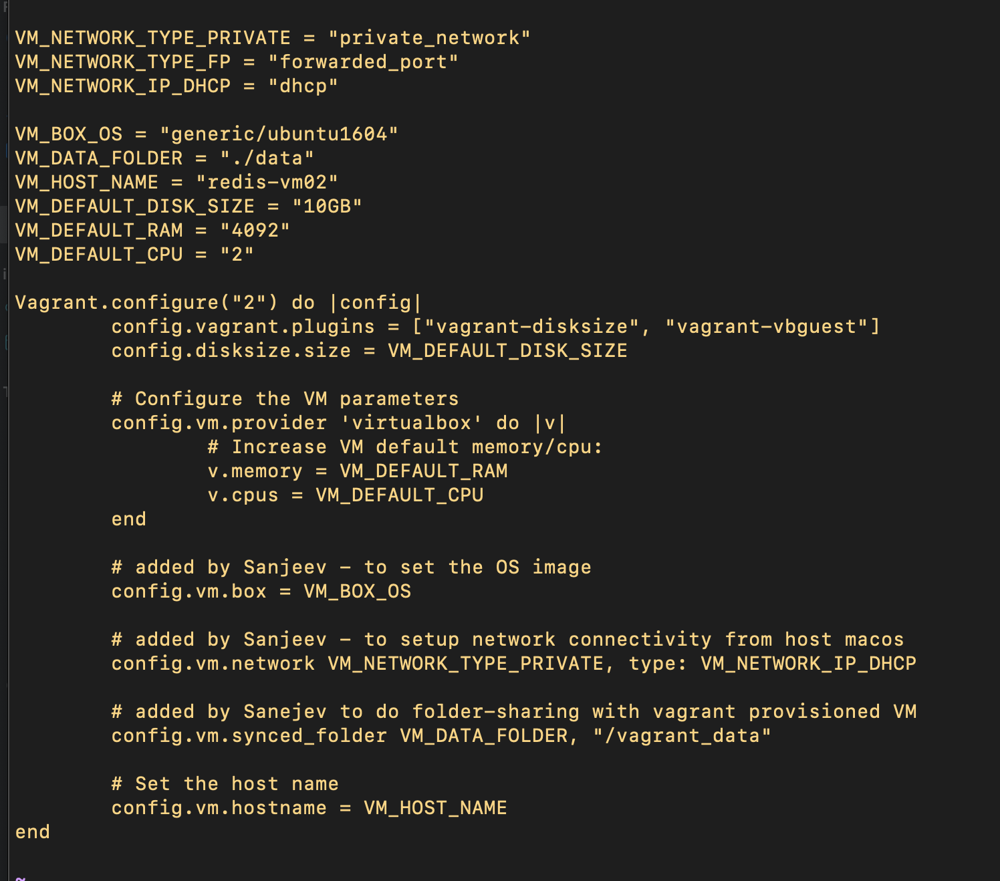 VM_NETWORK_TYPE_PRIVATE = "private_network"
VM_NETWORK_TYPE_FP = "forwarded_port"
VM_NETWORK_IP_DHCP = "dhcp"

VM_BOX_OS = "generic/ubuntu1604"
VM_DATA_FOLDER = "./data"
VM_HOST_NAME = "redis-vm02"
VM_DEFAULT_DISK_SIZE = "10GB"
VM_DEFAULT_RAM = "4092"
VM_DEFAULT_CPU = "2"

Vagrant.configure("2") do |config|
        config.vagrant.plugins = ["vagrant-disksize", "vagrant-vbguest"]
        config.disksize.size = VM_DEFAULT_DISK_SIZE

        # Configure the VM parameters
        config.vm.provider 'virtualbox' do |v|
                # Increase VM default memory/cpu:
                v.memory = VM_DEFAULT_RAM
                v.cpus = VM_DEFAULT_CPU
        end

        # added by Sanjeev - to set the OS image
        config.vm.box = VM_BOX_OS

        # added by Sanjeev - to setup network connectivity from host macos
        config.vm.network VM_NETWORK_TYPE_PRIVATE, type: VM_NETWORK_IP_DHCP

        # added by Sanejev to do folder-sharing with vagrant provisioned VM
        config.vm.synced_folder VM_DATA_FOLDER, "/vagrant_data"

        # Set the host name
        config.vm.hostname = VM_HOST_NAME
end

~